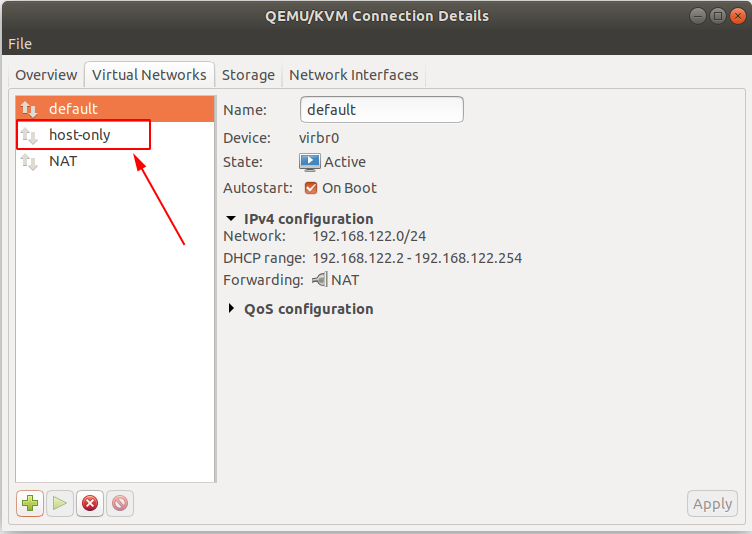 QEMU/KVM Connection Details
File
Overview Virtual Networks Storage Network Interfaces
default
host-only
NAT
Name: default
Device: virbr0
State: Active
Autostart: On Boot
IPv4 configuration
Network: 192.168.122.0/24
DHCP range: 192.168.122.2 - 192.168.122.254
Forwarding: NAT
QoS configuration
Apply